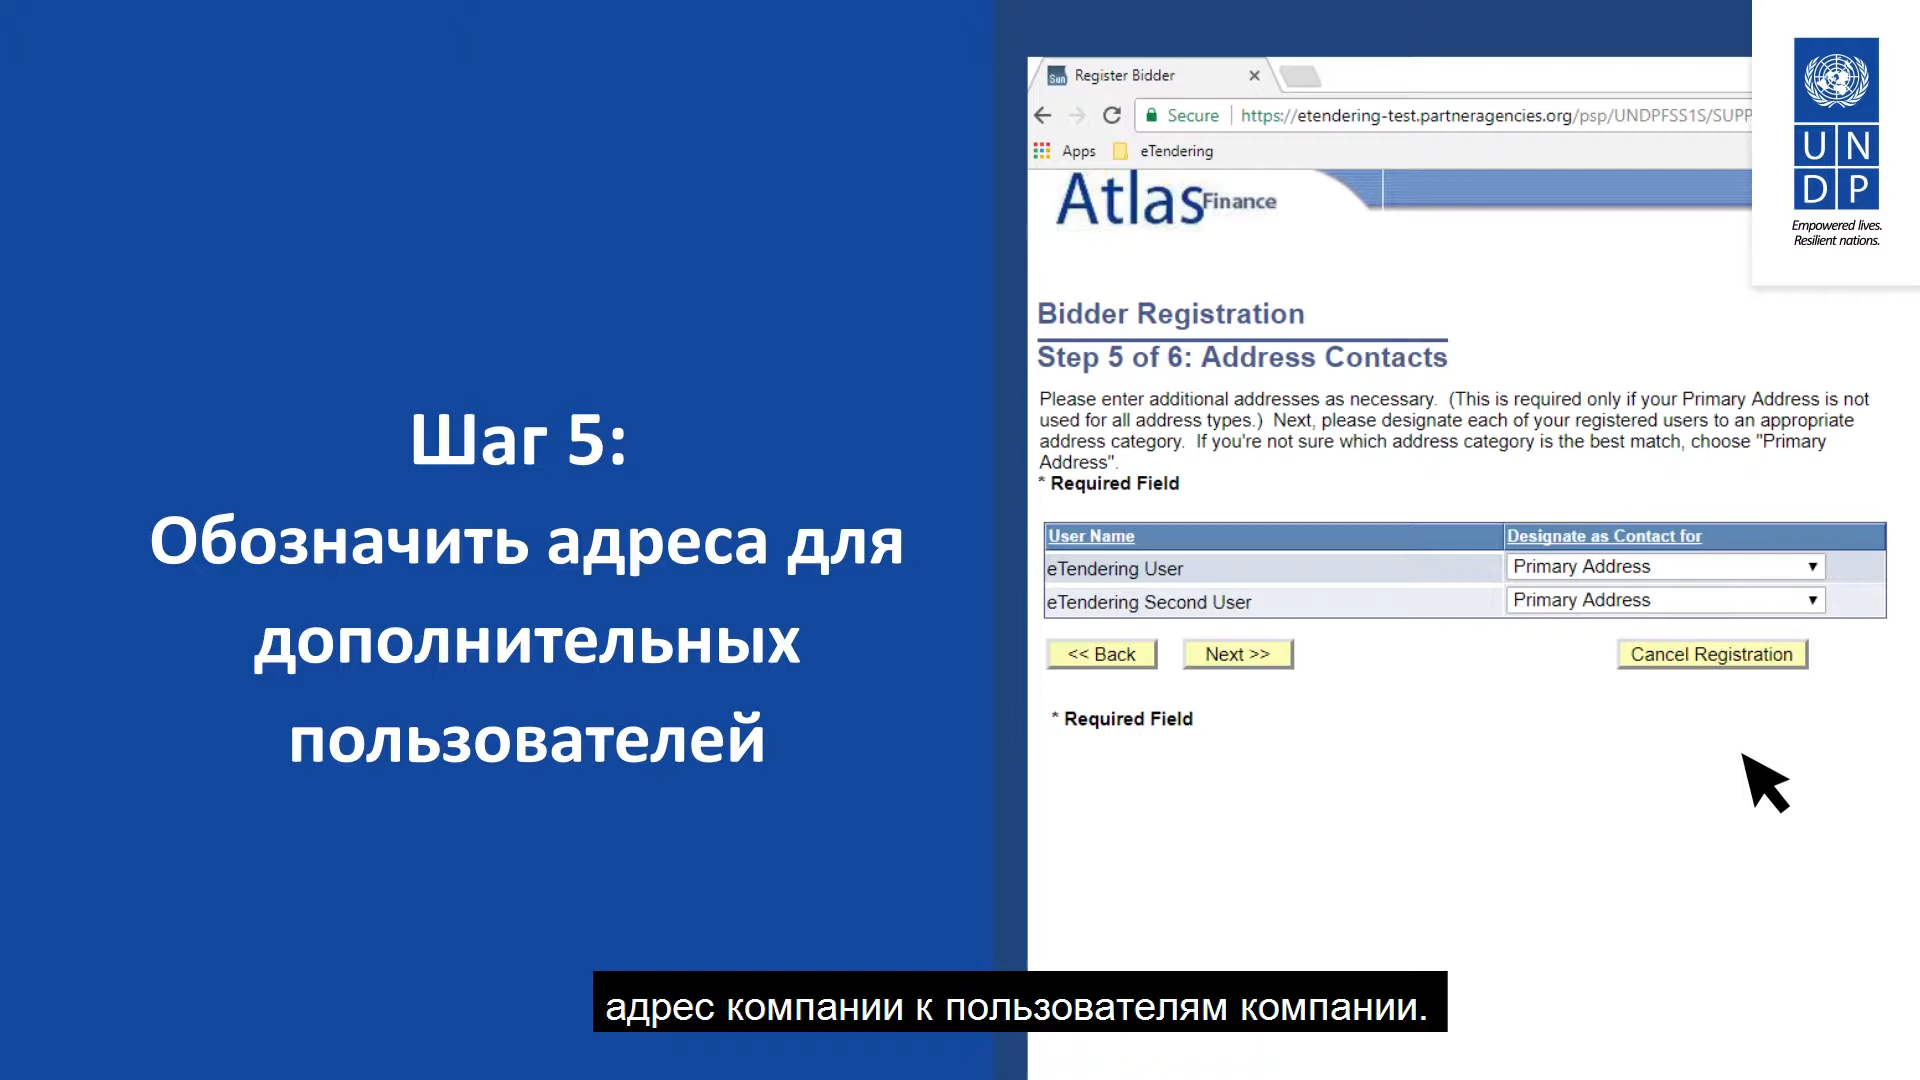 Шаг 5:
Обозначить адреса для
дополнительных
пользователей
Register Bidder
Secure
https://etendering-test.partneragencies.org/psp/UNDPFSS1S/SUPP
Apps
eTendering
Atlas Finance
U N
D P
Empowered lives.
Resilient nations.
Bidder Registration
Step 5 of 6: Address Contacts
Please enter additional addresses as necessary. (This is required only if your Primary Address is not
used for all address types.) Next, please designate each of your registered users to an appropriate
address category. If you're not sure which address category is the best match, choose "Primary
Address".
* Required Field
User Name Designate as Contact for
eTendering User Primary Address
eTendering Second User Primary Address
<< Back Next >> Cancel Registration
* Required Field
адрес компании к пользователям компании.